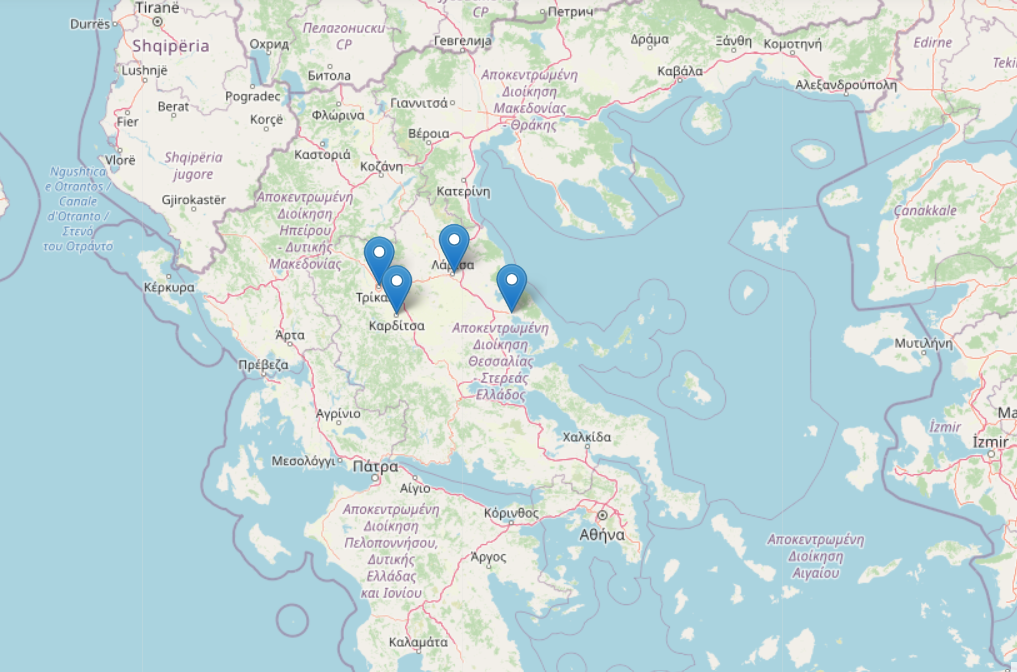 Tiranë
Петрич
СР
Durrës
Пелагониски
СР
Гевгелија
Δράμα
Ξάνθη
Κομοτηνή
Edirne
Shqipëria
Охрид
Lushnjë
Битола
Αποκεντρωμένη
Διοίκηση
Μακεδονίας
- Θράκης
Καβάλα
Αλεξανδρούπολη
Pogradec
Γιαννιτσά
Berat
Fier
Korçë
Φλώρινα
Βέροια
Vlorë
Shqipëria
jugore
Καστοριά
Κοζάνη
Ngushtica
e Otrantos /
Canale
d'Otranto /
Στενό
του Οτράντο
Gjirokastër
Κατερίνη
Αποκεντρωμένη
Διοίκηση
Ηπείρου
- Δυτικής
Μακεδονίας
Çanakkale
Λάρισα
Κέρκυρα
Τρίκα
Καρδίτσα
Άρτα
Αποκεντρωμένη
Διοίκηση
Θεσσαλίας
- Στερεάς
Ελλάδος
Μυτιλήνη
Πρέβεζα
Αγρίνιο
Χαλκίδα
İzmir
İzmir
Μεσολόγγι
Πάτρα
Αίγιο
Κόρινθος
Αθήνα
Αποκεντρωμένη
Διοίκηση
Πελοποννήσου,
Δυτικής
Ελλάδας
και Ιονίου
Αποκεντρωμένη
Διοίκηση
Αιγαίου
Άργος
Καλαμάτα